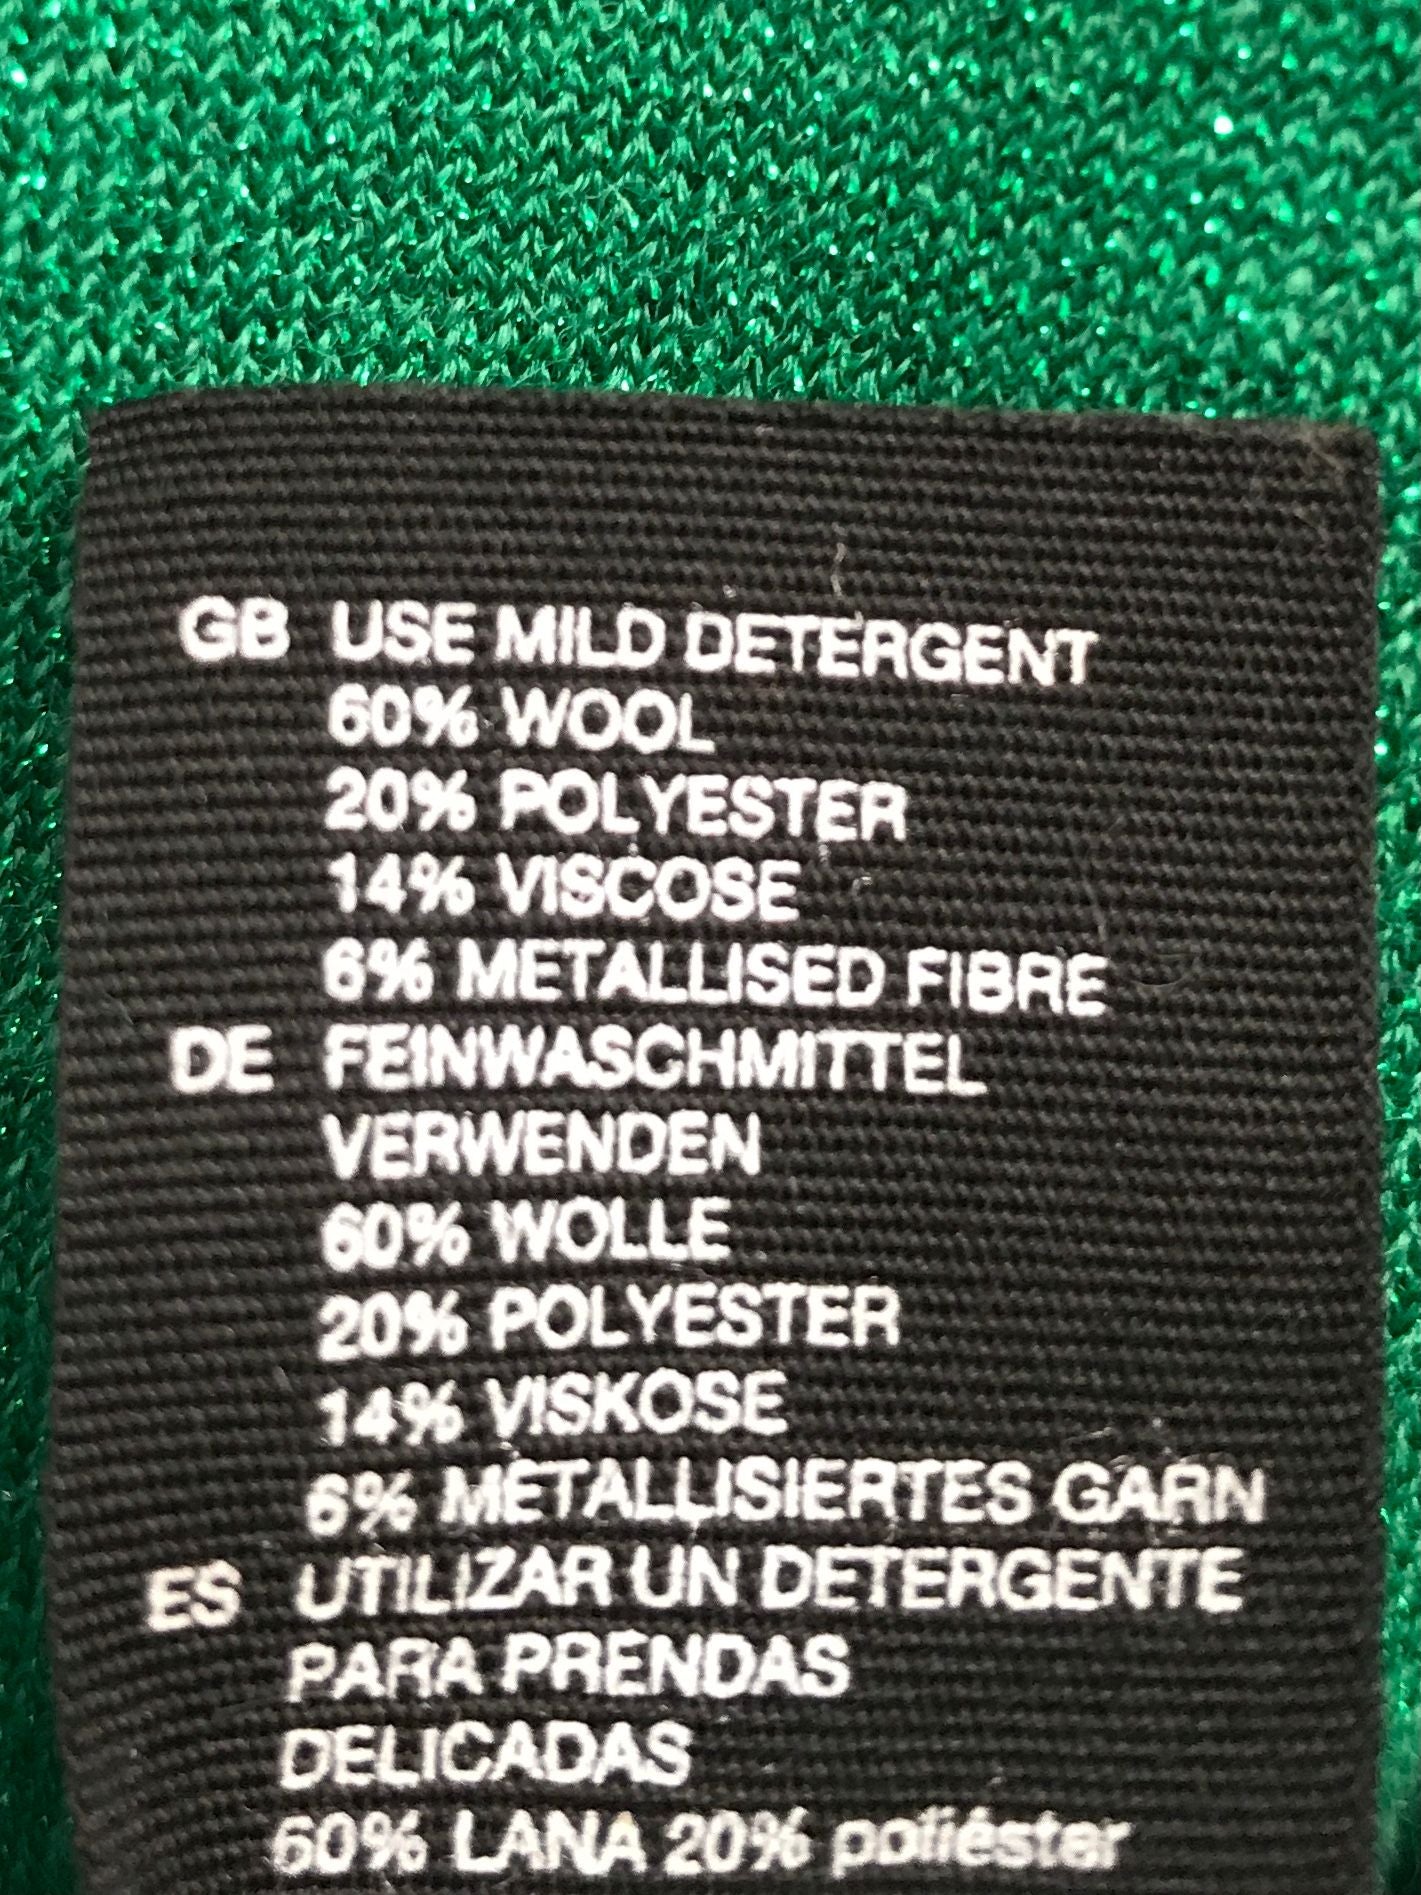 GB USE MILD DETERGENT
60% WOOL
20% POLYESTER
14% VISCOSE
6% METALLISED FIBRE
DE FEINWASCHMITTEL
VERWENDEN
60% WOLLE
20% POLYESTER
14% VISKOSE
6% METALLISIERTES GARN
ES UTILIZAR UN DETERGENTE
PARA PRENDAS
DELICADAS
60% LANA 20% poliéster